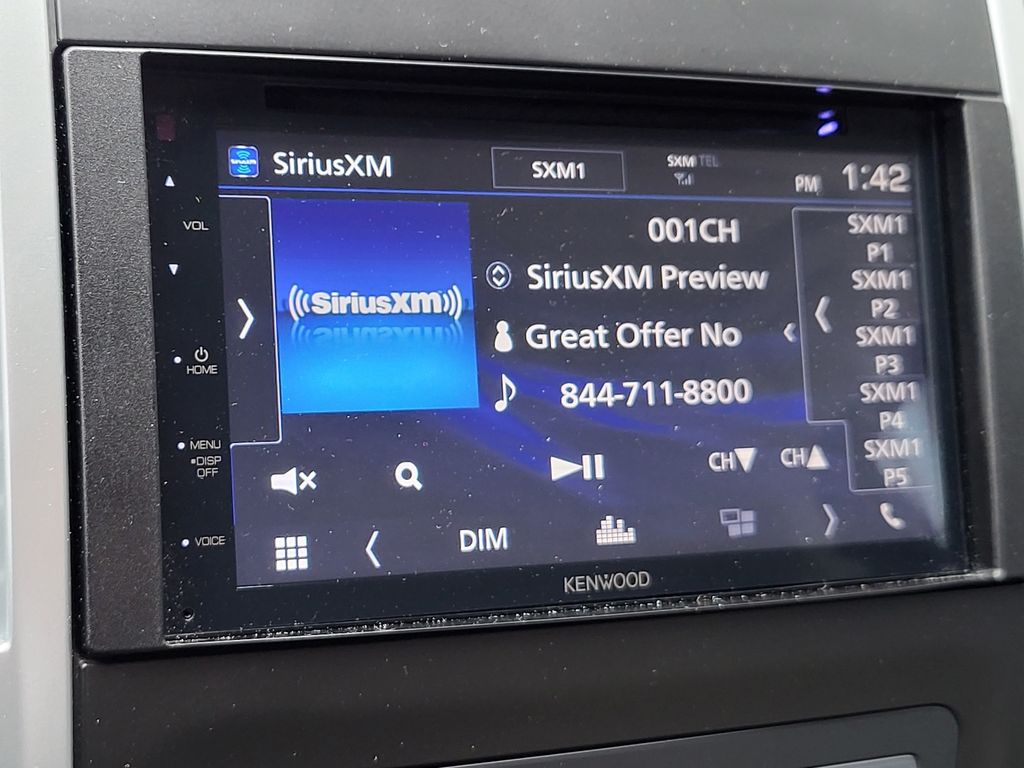 SiriusXM
SXM1
SXM TEL
PM 1:42
VOL
HOME
MENU
DISP
OFF
VOICE
((SiriusXM))
001CH
SiriusXM Preview
Great Offer No
844-711-8800
SXM1
P1
SXM1
P2
SXM1
P3
SXM1
P4
SXM1
P5
CH▼ CH▲
DIM
KENWOOD